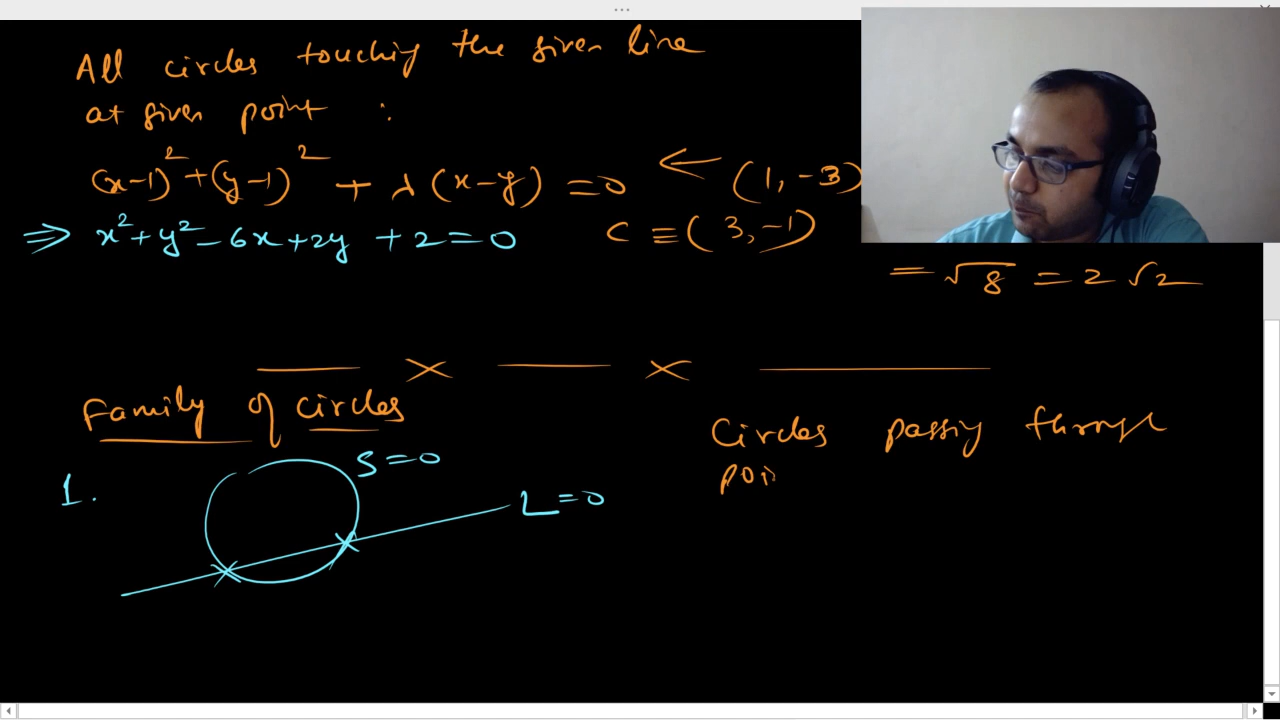 All circles touching the given line
at given point :
(x-1)² + (y-1)² + λ(x-y) = 0 ← (1, -3)
⇒ x² + y² - 6x + 2y + 2 = 0 C ≡ (3, -1)
= √8 = 2√2
Family of circles
Circles passing through
poi
1.
S = 0
L = 0